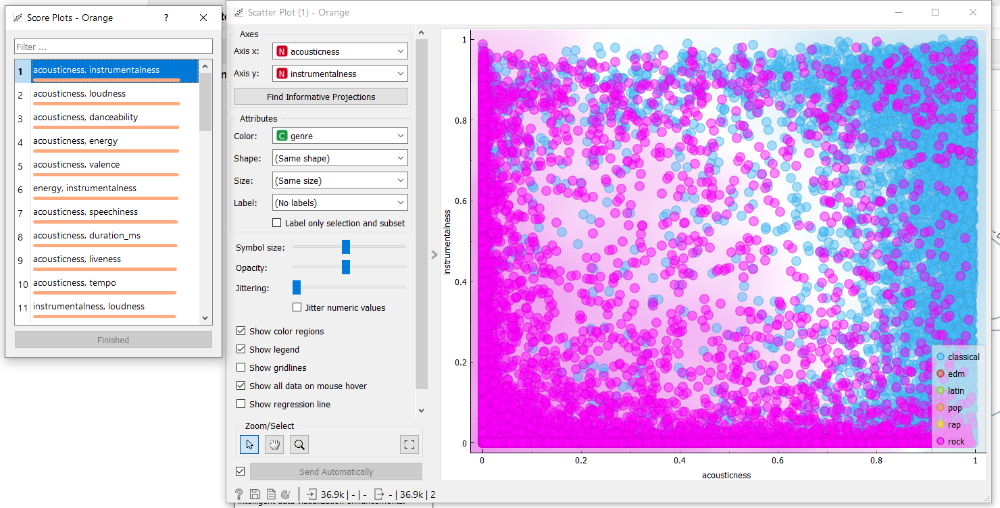 Score Plots - Orange
?
Filter ...
1 acousticness, instrumentalness
2 acousticness, loudness
3 acousticness, danceability
4 acousticness, energy
5 acousticness, valence
6 energy, instrumentalness
7 acousticness, speechiness
8 acousticness, duration_ms
9 acousticness, liveness
10 acousticness, tempo
11 instrumentalness, loudness
Finished
Scatter Plot (1) - Orange
Axes
Axis x: N acousticness
Axis y: N instrumentalness
Find Informative Projections
Attributes
Color: C genre
Shape: (Same shape)
Size: (Same size)
Label: (No labels)
Label only selection and subset
Symbol size:
Opacity:
Jittering:
Jitter numeric values
Show color regions
Show legend
Show gridlines
Show all data on mouse hover
Show regression line
Zoom/Select
Send Automatically
? 36.9k | - | - - | 36.9k | 2
instrumentalness
1
0.8
0.6
0.4
0.2
0
0 0.2 0.4 0.6 0.8 1
acousticness
classical
edm
latin
pop
rap
rock